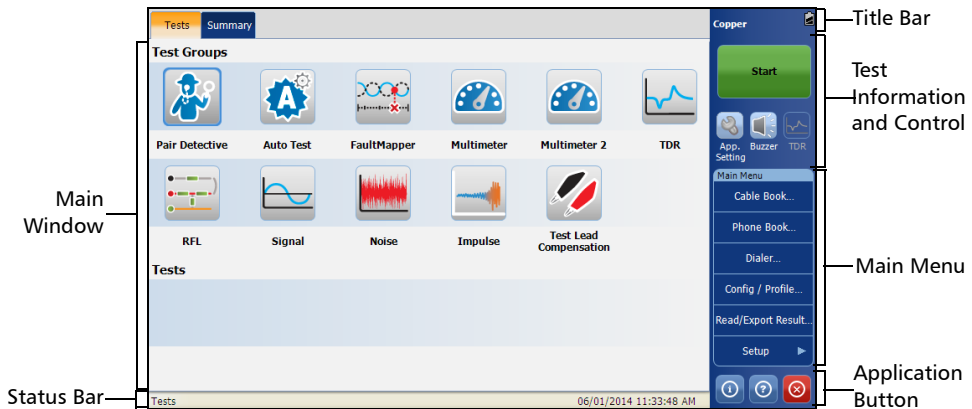 Tests Summary
Test Groups
Pair Detective Auto Test FaultMapper Multimeter Multimeter 2 TDR
RFL Signal Noise Impulse Test Lead
Compensation
Tests
Tests 06/01/2014 11:33:48 AM
Copper
Start
App.
Setting
Buzzer
TDR
Main Menu
Cable Book...
Phone Book...
Dialer...
Config / Profile...
Read/Export Result...
Setup
Main
Window
Status Bar
Title Bar
Test
Information
and Control
Main Menu
Application
Button